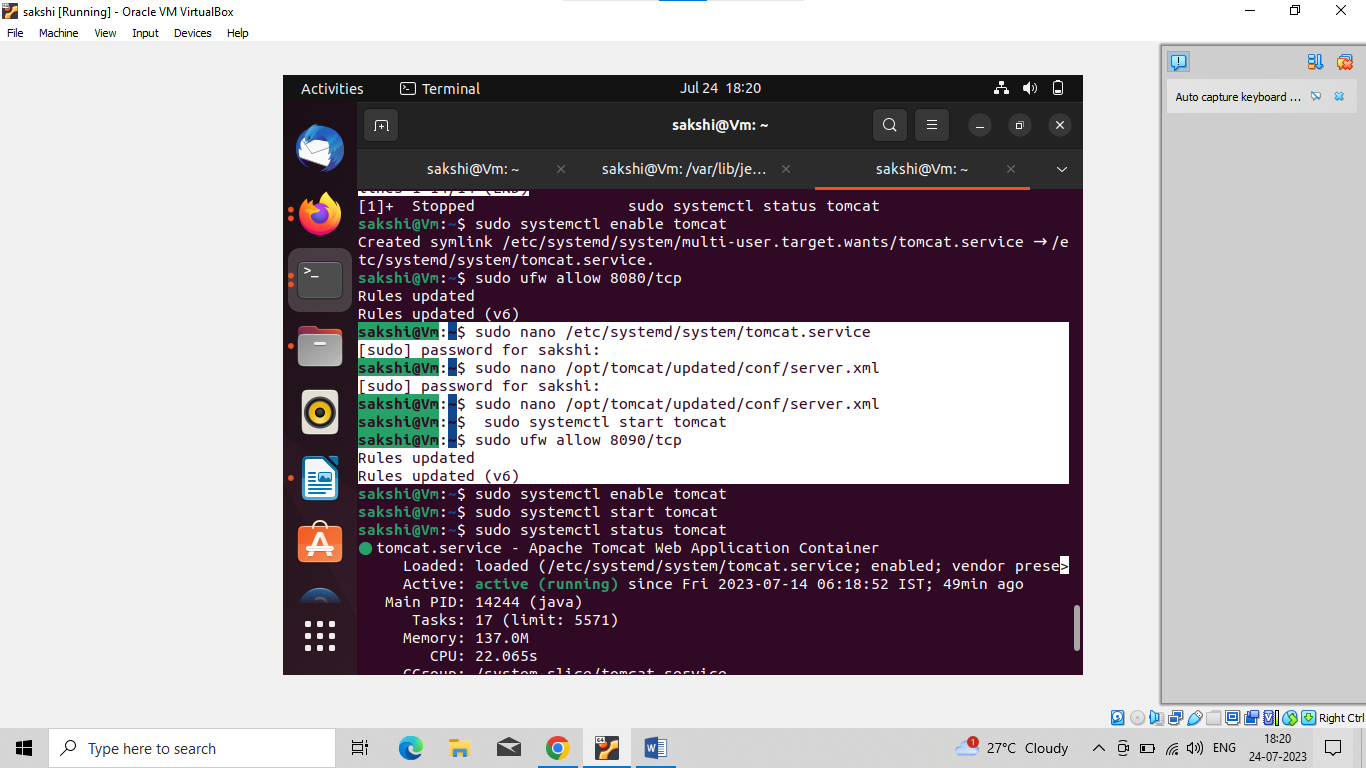 sakshi [Running] - Oracle VM VirtualBox
File Machine View Input Devices Help
Auto capture keyboard ...
Activities Terminal Jul 24 18:20
sakshi@Vm: ~
sakshi@Vm: ~ sakshi@Vm: /var/lib/je... sakshi@Vm: ~
lines 1-14/14 (END)
[1]+ Stopped sudo systemctl status tomcat
sakshi@Vm:~$ sudo systemctl enable tomcat
Created symlink /etc/systemd/system/multi-user.target.wants/tomcat.service → /e
tc/systemd/system/tomcat.service.
sakshi@Vm:~$ sudo ufw allow 8080/tcp
Rules updated
Rules updated (v6)
sakshi@Vm:~$ sudo nano /etc/systemd/system/tomcat.service
[sudo] password for sakshi:
sakshi@Vm:~$ sudo nano /opt/tomcat/updated/conf/server.xml
[sudo] password for sakshi:
sakshi@Vm:~$ sudo nano /opt/tomcat/updated/conf/server.xml
sakshi@Vm:~$  sudo systemctl start tomcat
sakshi@Vm:~$ sudo ufw allow 8090/tcp
Rules updated
Rules updated (v6)
sakshi@Vm:~$ sudo systemctl enable tomcat
sakshi@Vm:~$ sudo systemctl start tomcat
sakshi@Vm:~$ sudo systemctl status tomcat
● tomcat.service - Apache Tomcat Web Application Container
Loaded: loaded (/etc/systemd/system/tomcat.service; enabled; vendor prese>
Active: active (running) since Fri 2023-07-14 06:18:52 IST; 49min ago
Main PID: 14244 (java)
Tasks: 17 (limit: 5571)
Memory: 137.0M
CPU: 22.065s
CGroup: /system.slice/tomcat.service
Right Ctrl
Type here to search
27°C Cloudy
ENG
18:20
24-07-2023